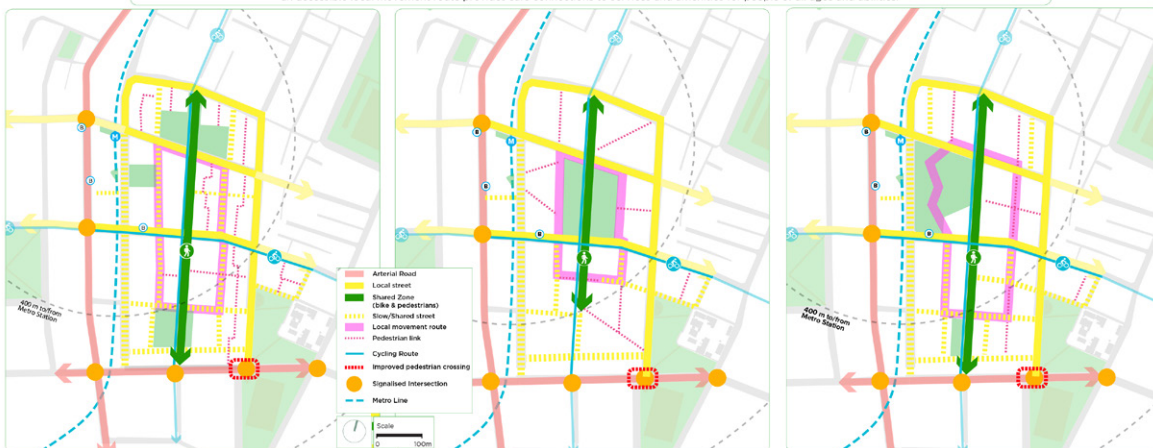 M
400 m to/from
Metro Station
Arterial Road
Local street
Shared Zone
(bike & pedestrians)
Slow/Shared street
Local movement route
Pedestrian link
Cycling Route
Improved pedestrian crossing
Signalised Intersection
Metro Line
Scale
0
100m
M
M
400 m to/from
Metro Station